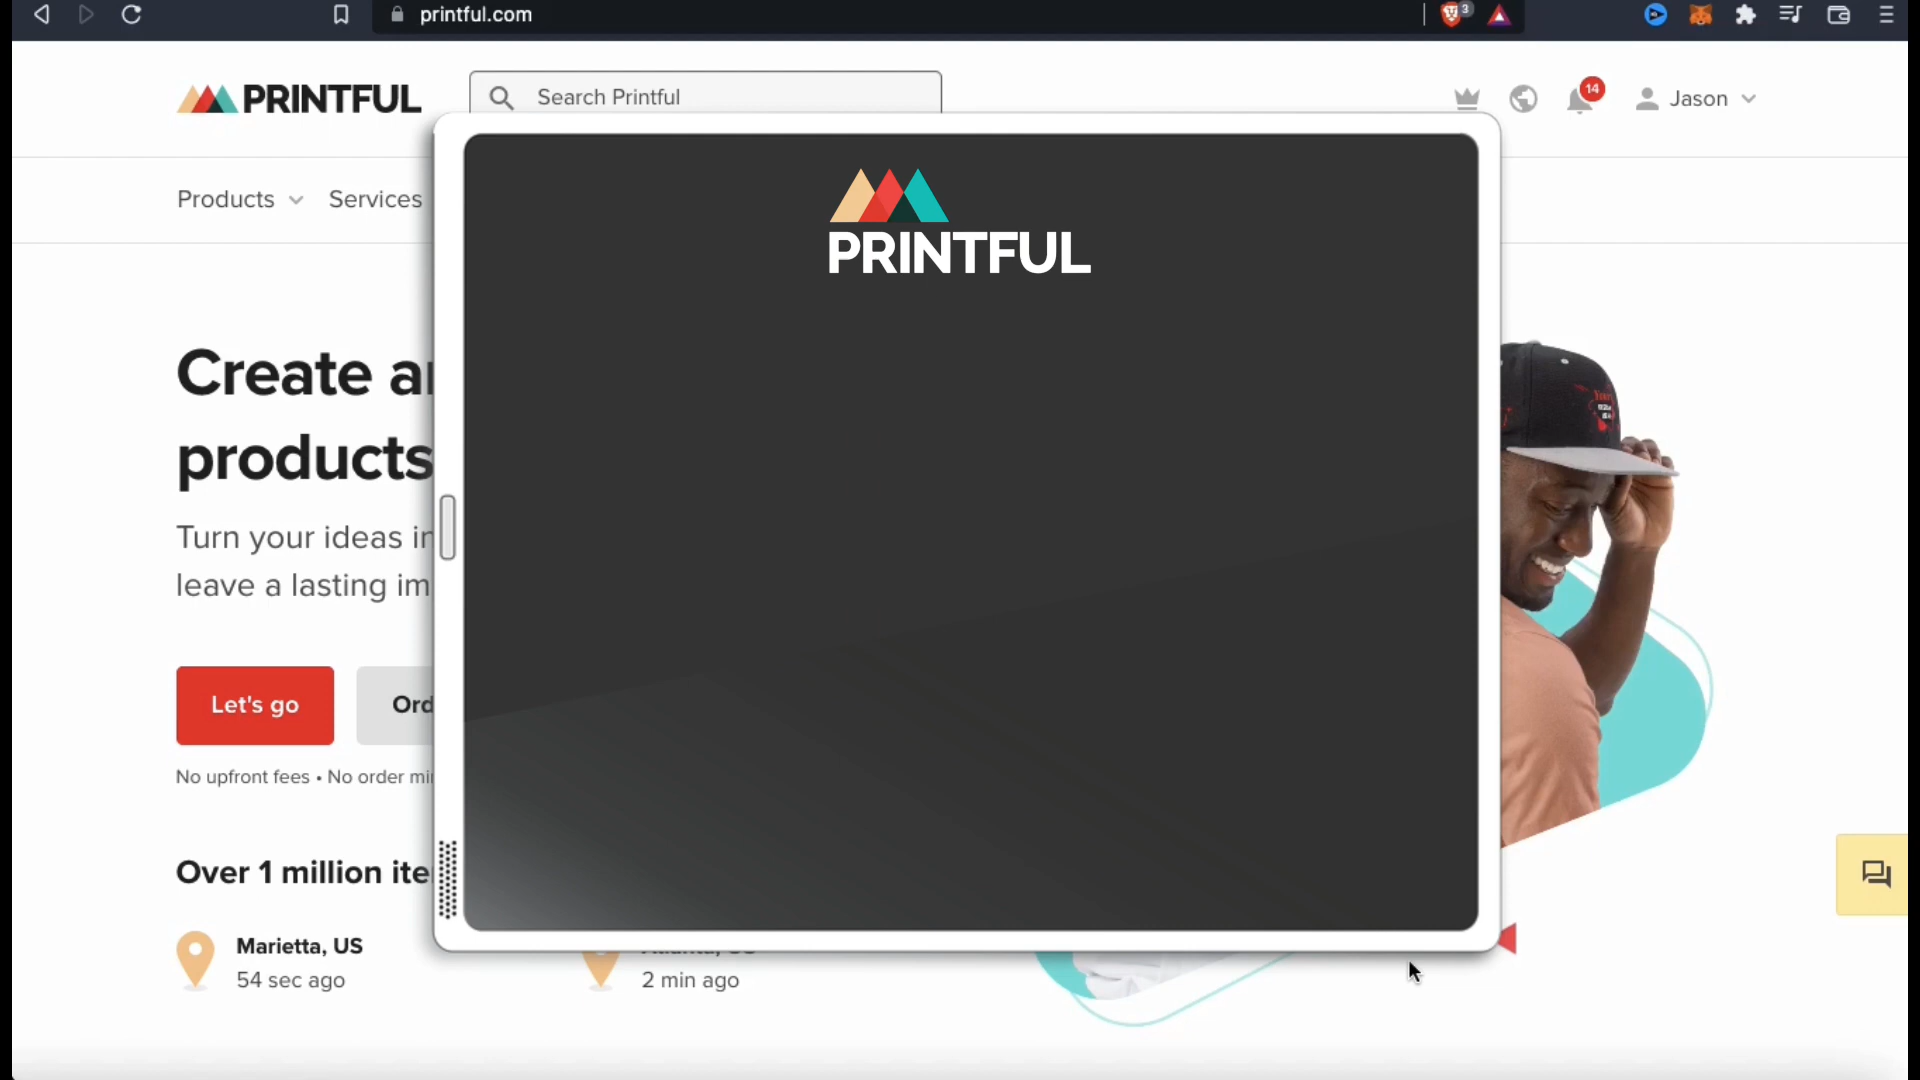 printful.com
3
PRINTFUL
Search Printful
14
Jason
Products
Services
PRINTFUL
Create a
products
Turn your ideas in
leave a lasting im
Let's go
Ord
No upfront fees • No order mi
Over 1 million ite
Marietta, US
54 sec ago
2 min ago